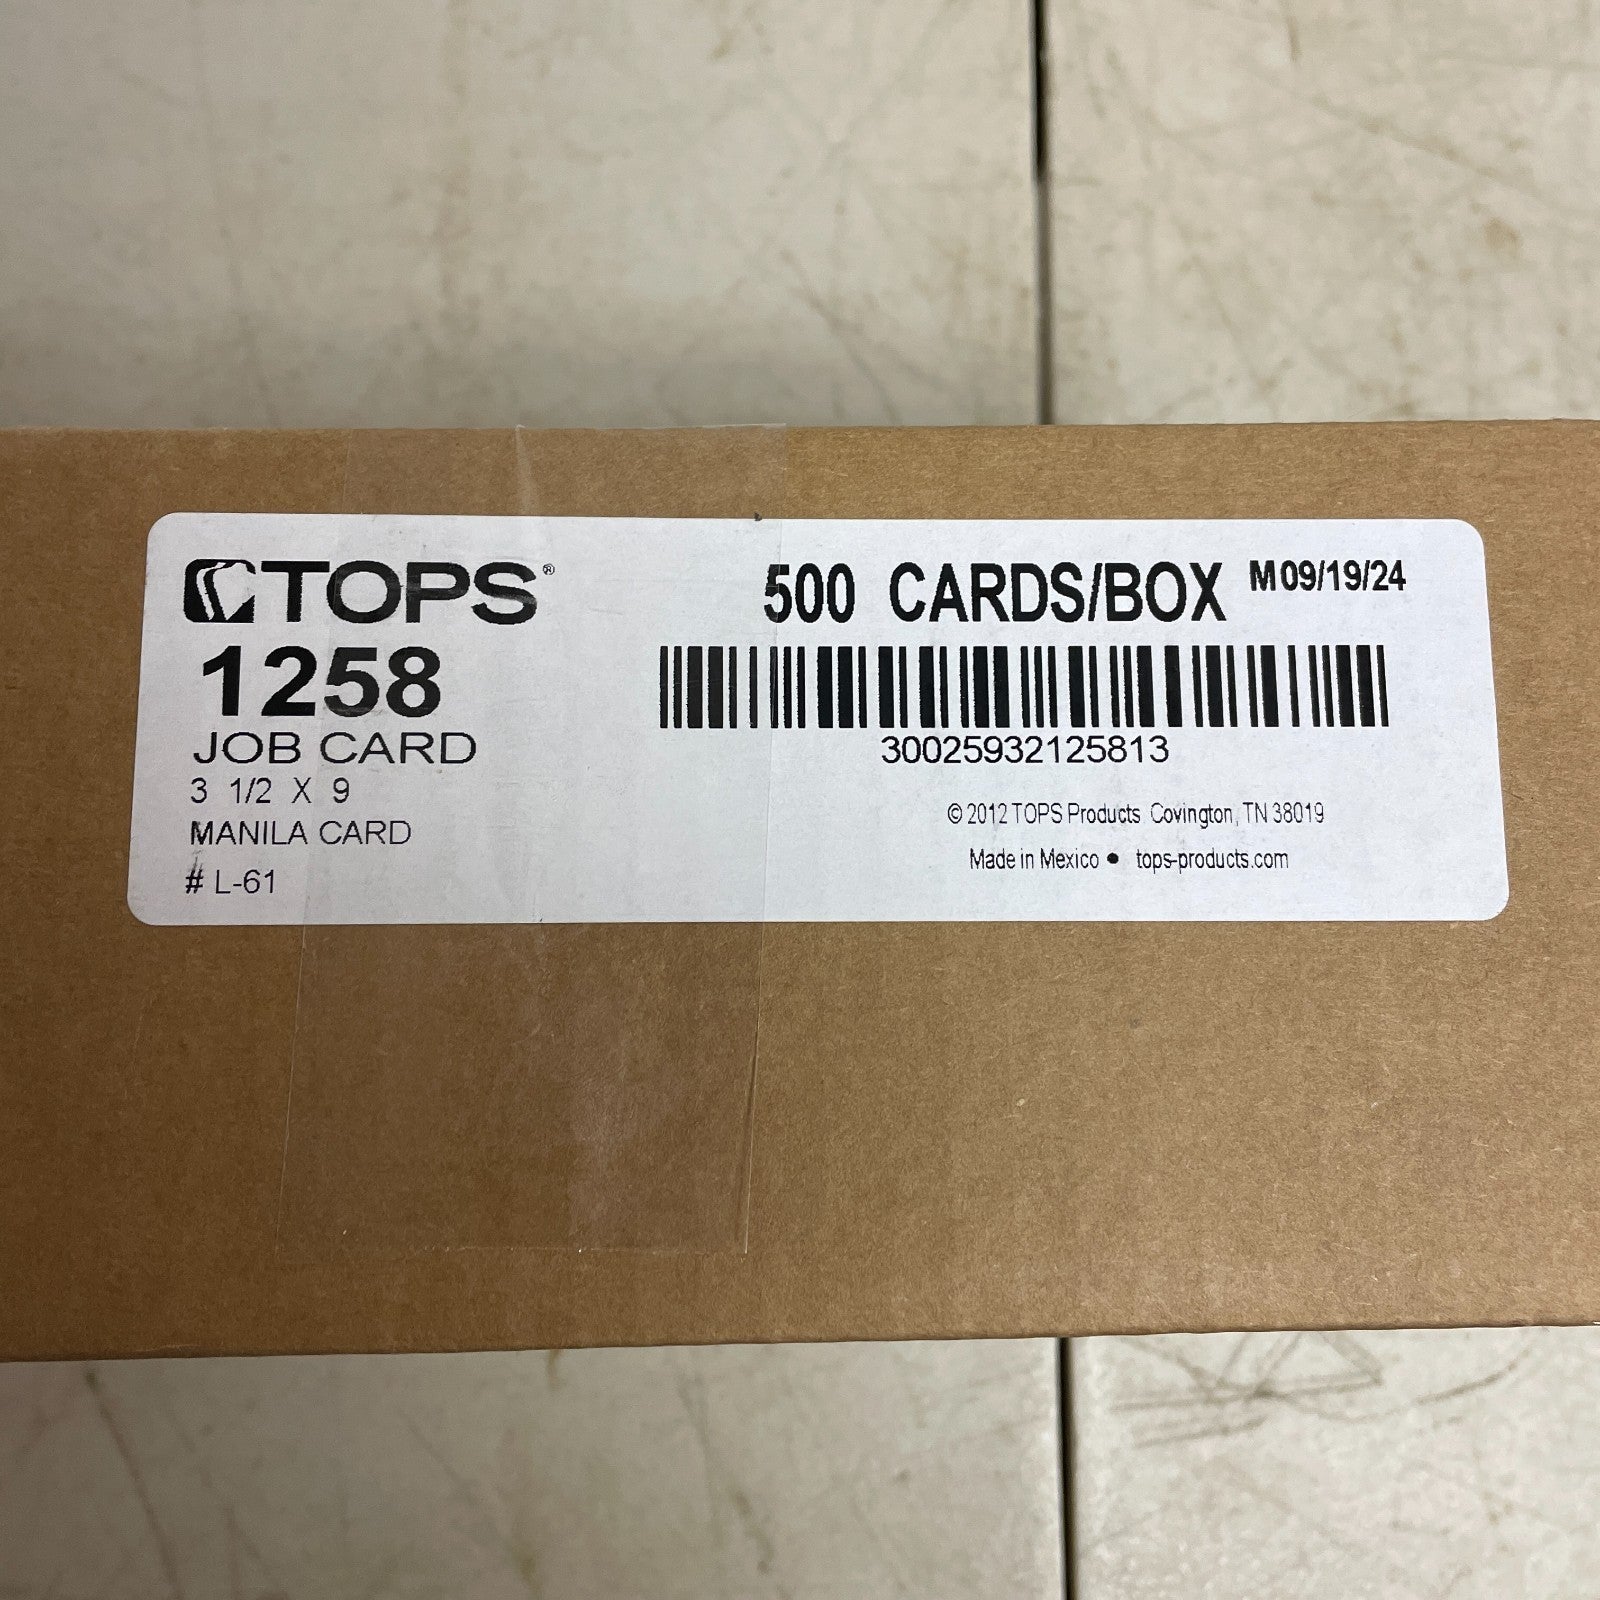 TOPS®
1258
JOB CARD
3 1/2 X 9
MANILA CARD
# L-61
500 CARDS/BOX M09/19/24
30025932125813
© 2012 TOPS Products Covington, TN 38019
Made in Mexico ● tops-products.com